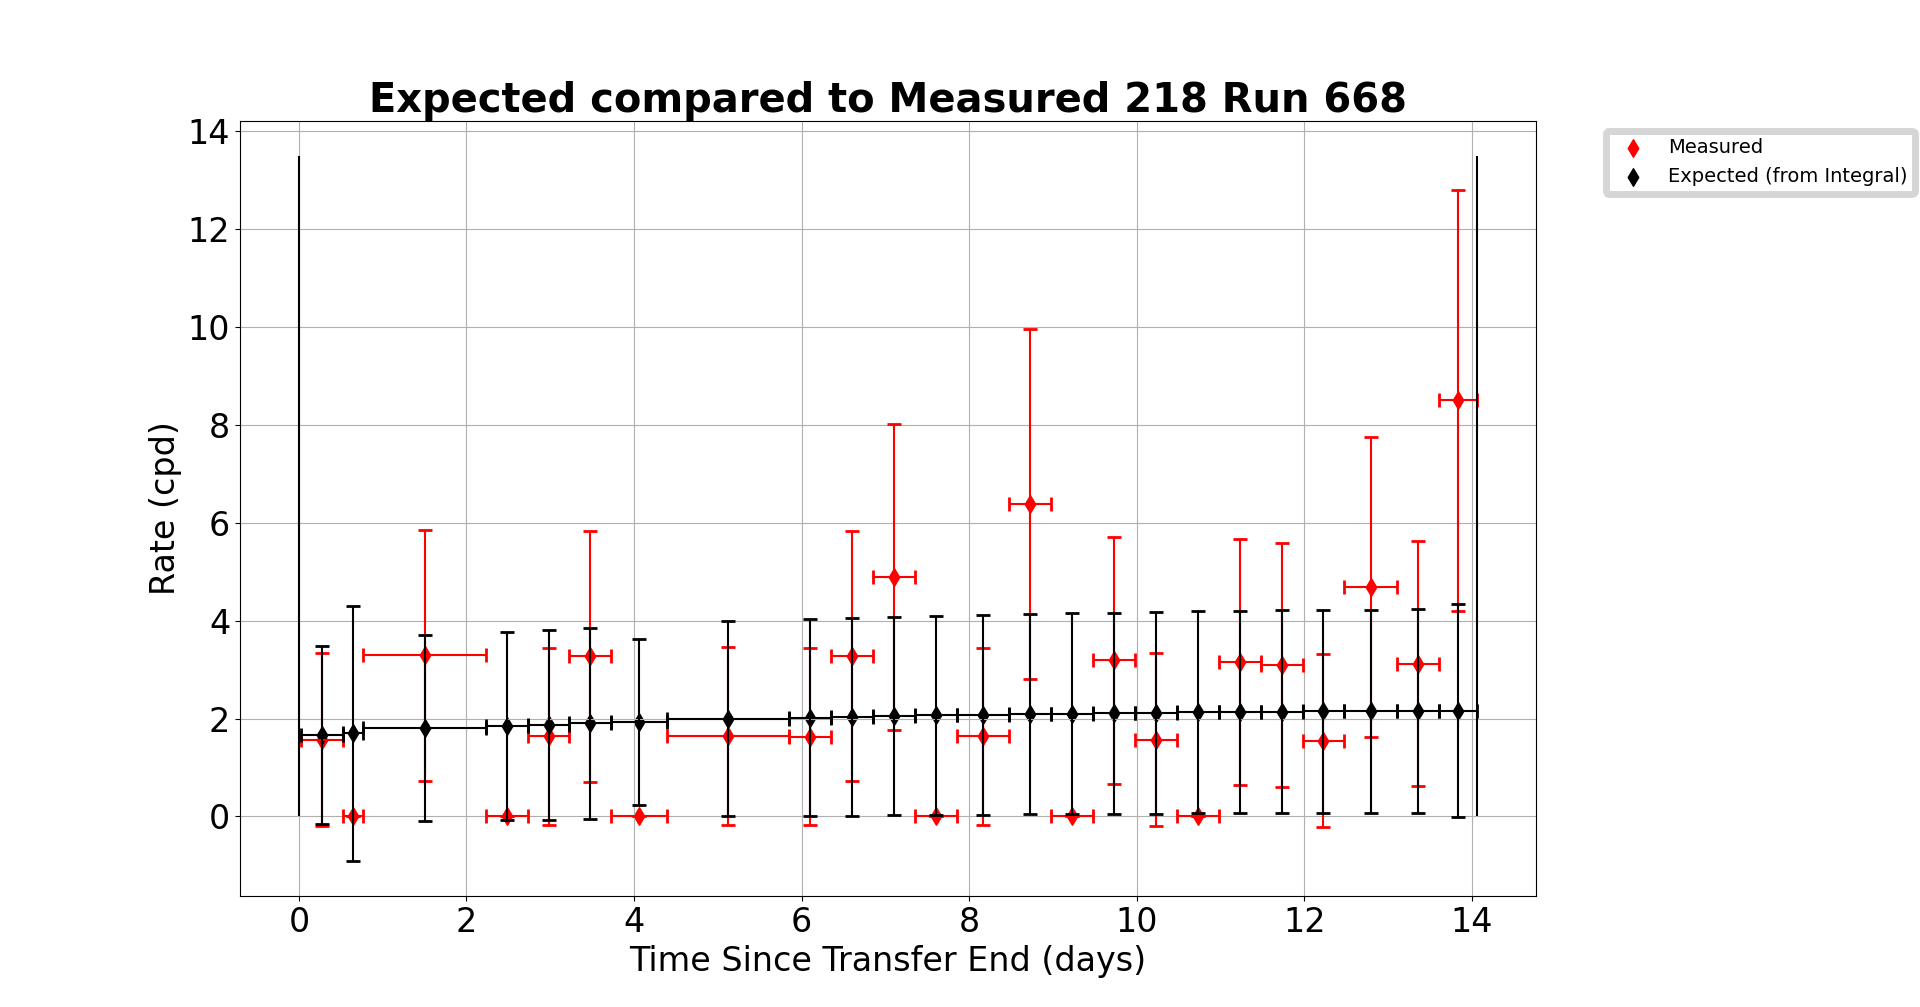 Expected compared to Measured 218 Run 668
14
12
10
8
6
4
2
0
Rate (cpd)
0 2 4 6 8 10 12 14
Time Since Transfer End (days)
Measured
Expected (from Integral)